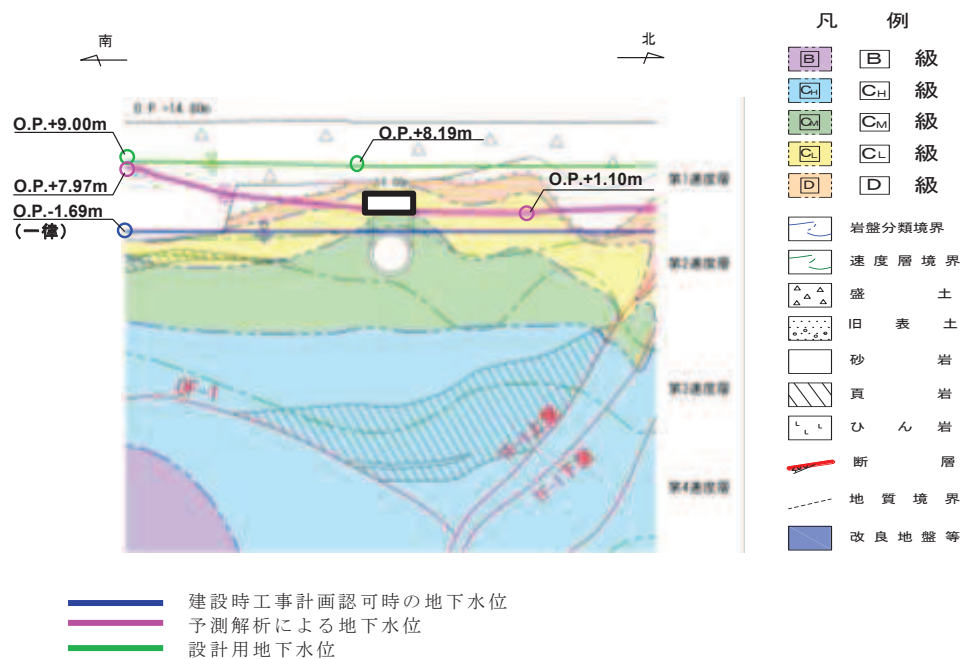 南
北
O.P.+14.80m
O.P.+9.00m
O.P.+8.19m
O.P.+7.97m
O.P.+1.10m
O.P.-1.69m
(一律)
第1速度層
第2速度層
第3速度層
第4速度層
凡 例
B B 級
CH CH 級
CM CM 級
CL CL 級
D D 級
岩盤分類境界
速度層境界
盛土
旧表土
砂岩
頁岩
ひん岩
断層
地質境界
改良地盤等
建設時工事計画認可時の地下水位
予測解析による地下水位
設計用地下水位